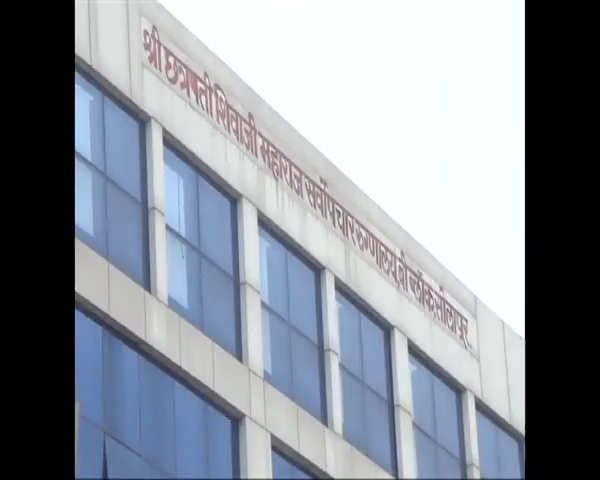 श्री छत्रपती शिवाजी महाराज सर्वोपचार रुग्णालय, बी ब्लॉक, सोलापूर.